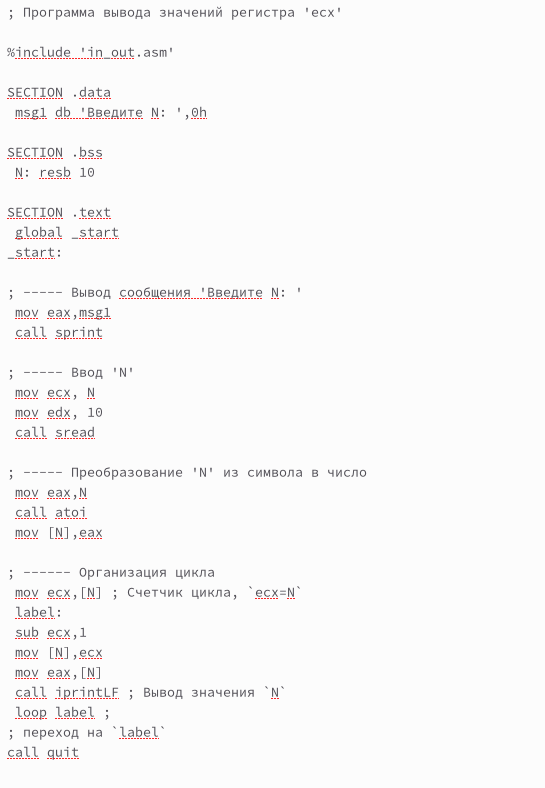 ; Программа вывода значений регистра 'ecx'
%include 'in_out.asm'
SECTION .data
msg1 db 'Введите N: ',0h
SECTION .bss
N: resb 10
SECTION .text
global _start
_start:
; ----- Вывод сообщения 'Введите N: '
mov eax,msg1
call sprint
; ----- Ввод 'N'
mov ecx, N
mov edx, 10
call sread
; ----- Преобразование 'N' из символа в число
mov eax,N
call atoi
mov [N],eax
; ------ Организация цикла
mov ecx,[N] ; Счетчик цикла, `ecx=N`
label:
sub ecx,1
mov [N],ecx
mov eax,[N]
call iprintLF ; Вывод значения `N`
loop label ;
; переход на `label`
call quit